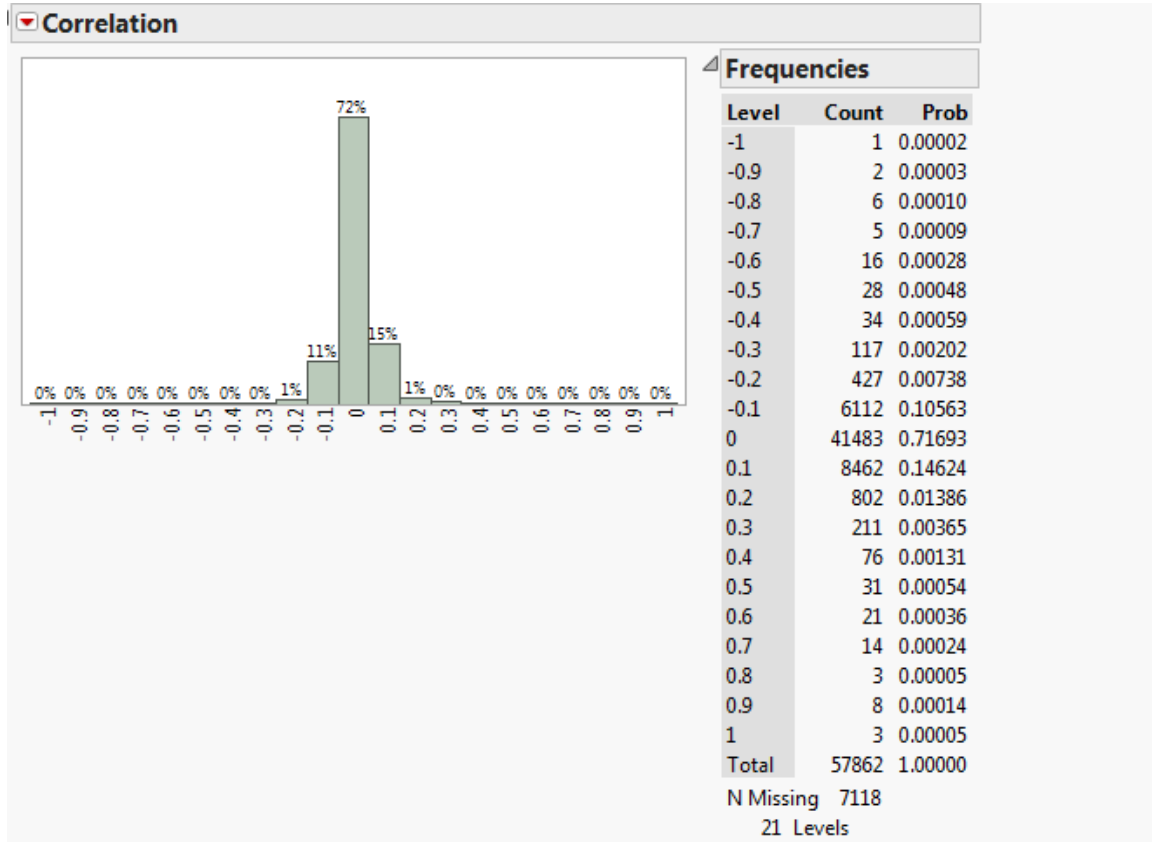 Correlation
72%
15%
11%
0% 0% 0% 0% 0% 0% 0% 0% 1% 1% 0% 0% 0% 0% 0% 0% 0% 0%
-1 -0.9 -0.8 -0.7 -0.6 -0.5 -0.4 -0.3 -0.2 -0.1 0 0.1 0.2 0.3 0.4 0.5 0.6 0.7 0.8 0.9 1
Frequencies
Level Count Prob
-1 1 0.00002
-0.9 2 0.00003
-0.8 6 0.00010
-0.7 5 0.00009
-0.6 16 0.00028
-0.5 28 0.00048
-0.4 34 0.00059
-0.3 117 0.00202
-0.2 427 0.00738
-0.1 6112 0.10563
0 41483 0.71693
0.1 8462 0.14624
0.2 802 0.01386
0.3 211 0.00365
0.4 76 0.00131
0.5 31 0.00054
0.6 21 0.00036
0.7 14 0.00024
0.8 3 0.00005
0.9 8 0.00014
1 3 0.00005
Total 57862 1.00000
N Missing 7118
21 Levels